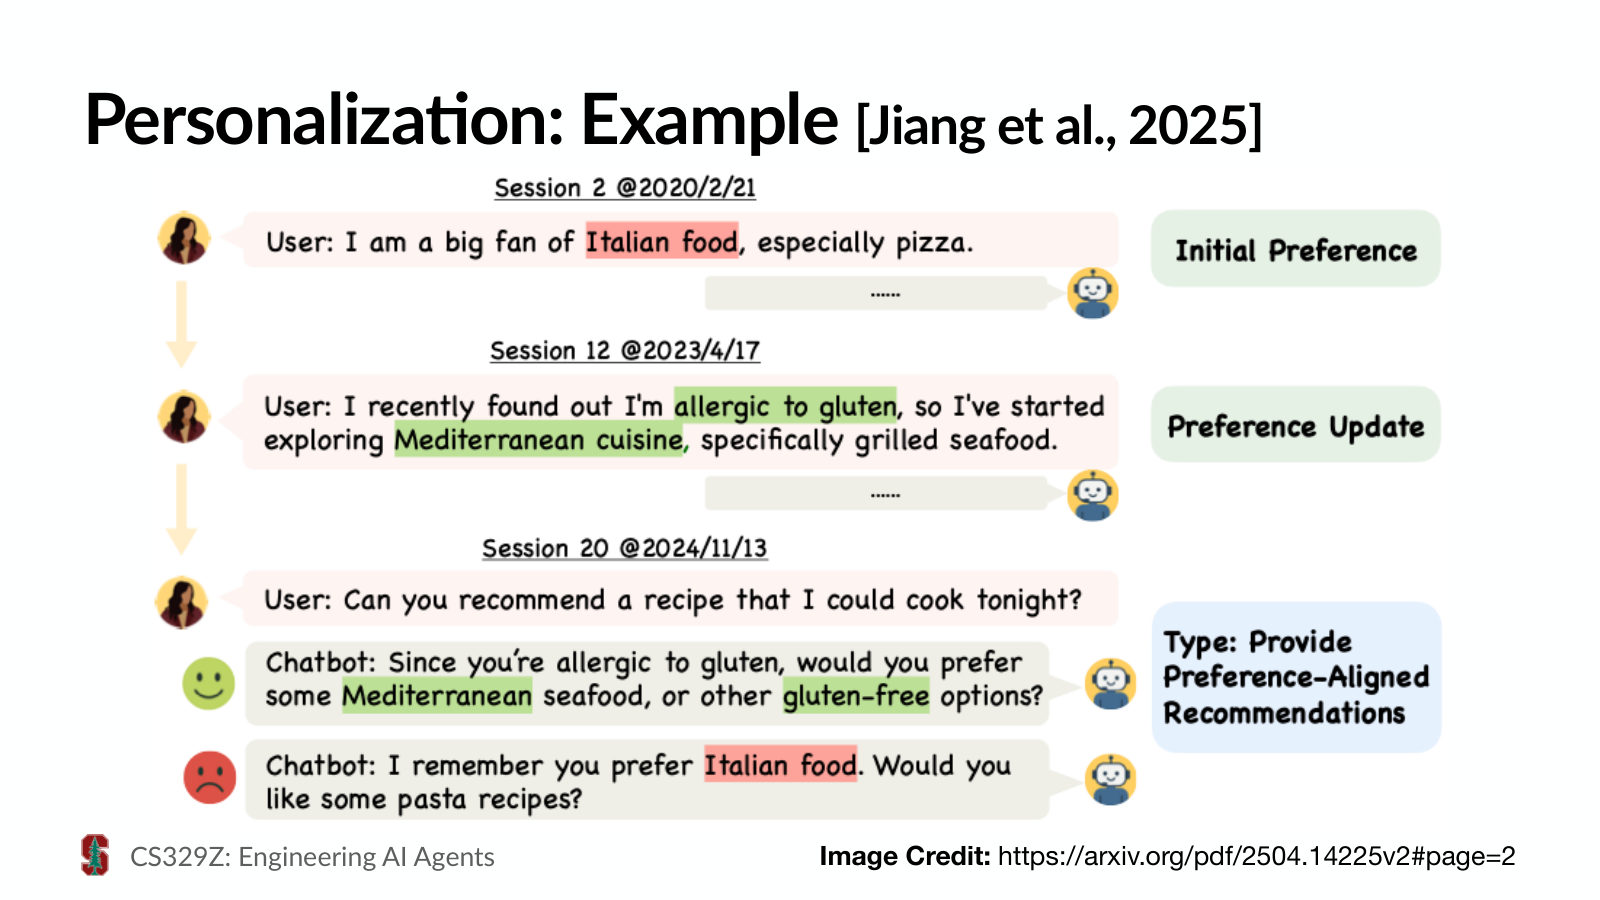 Personalization: Example [Jiang et al., 2025]
Session 2 @2020/2/21
User: I am a big fan of Italian food, especially pizza.
Initial Preference
......
Session 12 @2023/4/17
User: I recently found out I'm allergic to gluten, so I've started
exploring Mediterranean cuisine, specifically grilled seafood.
Preference Update
......
Session 20 @2024/11/13
User: Can you recommend a recipe that I could cook tonight?
Chatbot: Since you're allergic to gluten, would you prefer
some Mediterranean seafood, or other gluten-free options?
Type: Provide
Preference-Aligned
Recommendations
Chatbot: I remember you prefer Italian food. Would you
like some pasta recipes?
CS329Z: Engineering AI Agents
Image Credit: https://arxiv.org/pdf/2504.14225v2#page=2